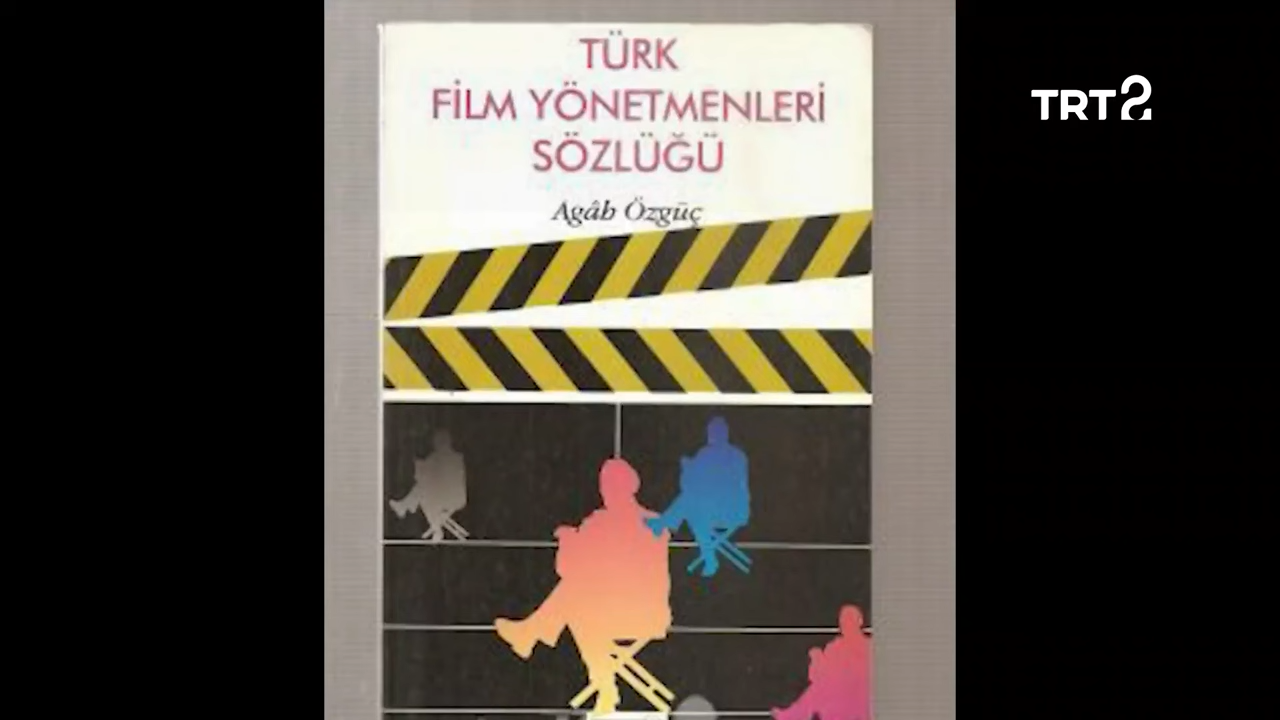 TÜRK
FİLM YÖNETMENLERİ
SÖZLÜĞÜ
Agâh Özgüç
TRT2